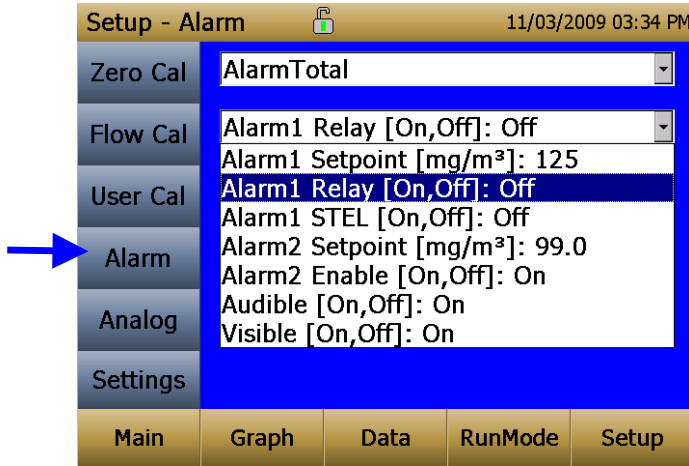 Setup - Alarm 11/03/2009 03:34 PM
Zero Cal
AlarmTotal
Flow Cal
Alarm1 Relay [On,Off]: Off
Alarm1 Setpoint [mg/m³]: 125
User Cal
Alarm1 Relay [On,Off]: Off
Alarm1 STEL [On,Off]: Off
Alarm
Alarm2 Setpoint [mg/m³]: 99.0
Alarm2 Enable [On,Off]: On
Analog
Audible [On,Off]: On
Visible [On,Off]: On
Settings
Main Graph Data RunMode Setup